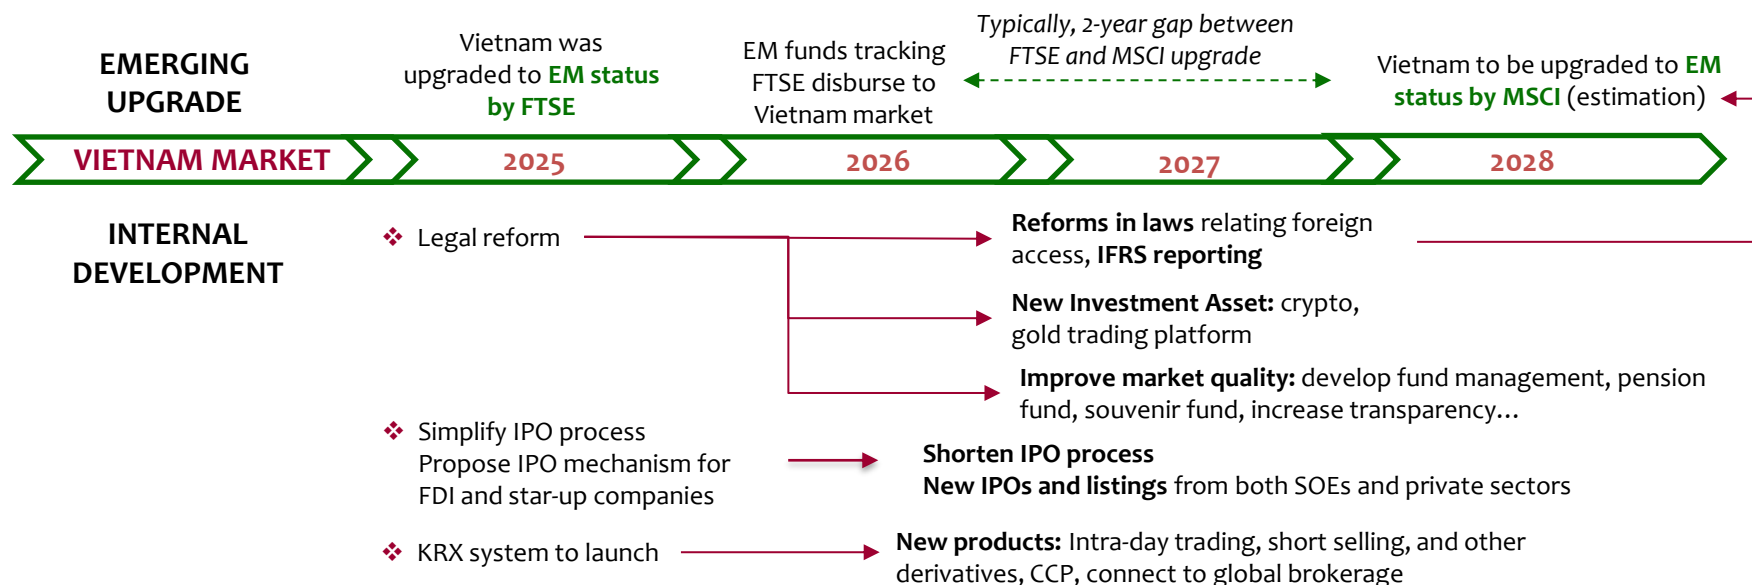 EMERGING
UPGRADE
Vietnam was
upgraded to EM status
by FTSE
EM funds tracking
FTSE disburse to
Vietnam market
Typically, 2-year gap between
FTSE and MSCI upgrade
Vietnam to be upgraded to EM
status by MSCI (estimation)
VIETNAM MARKET
2025
2026
2027
2028
INTERNAL
DEVELOPMENT
❖ Legal reform
Reforms in laws relating foreign
access, IFRS reporting
New Investment Asset: crypto,
gold trading platform
Improve market quality: develop fund management, pension
fund, souvenir fund, increase transparency…
❖ Simplify IPO process
Propose IPO mechanism for
FDI and star-up companies
Shorten IPO process
New IPOs and listings from both SOEs and private sectors
❖ KRX system to launch
New products: Intra-day trading, short selling, and other
derivatives, CCP, connect to global brokerage